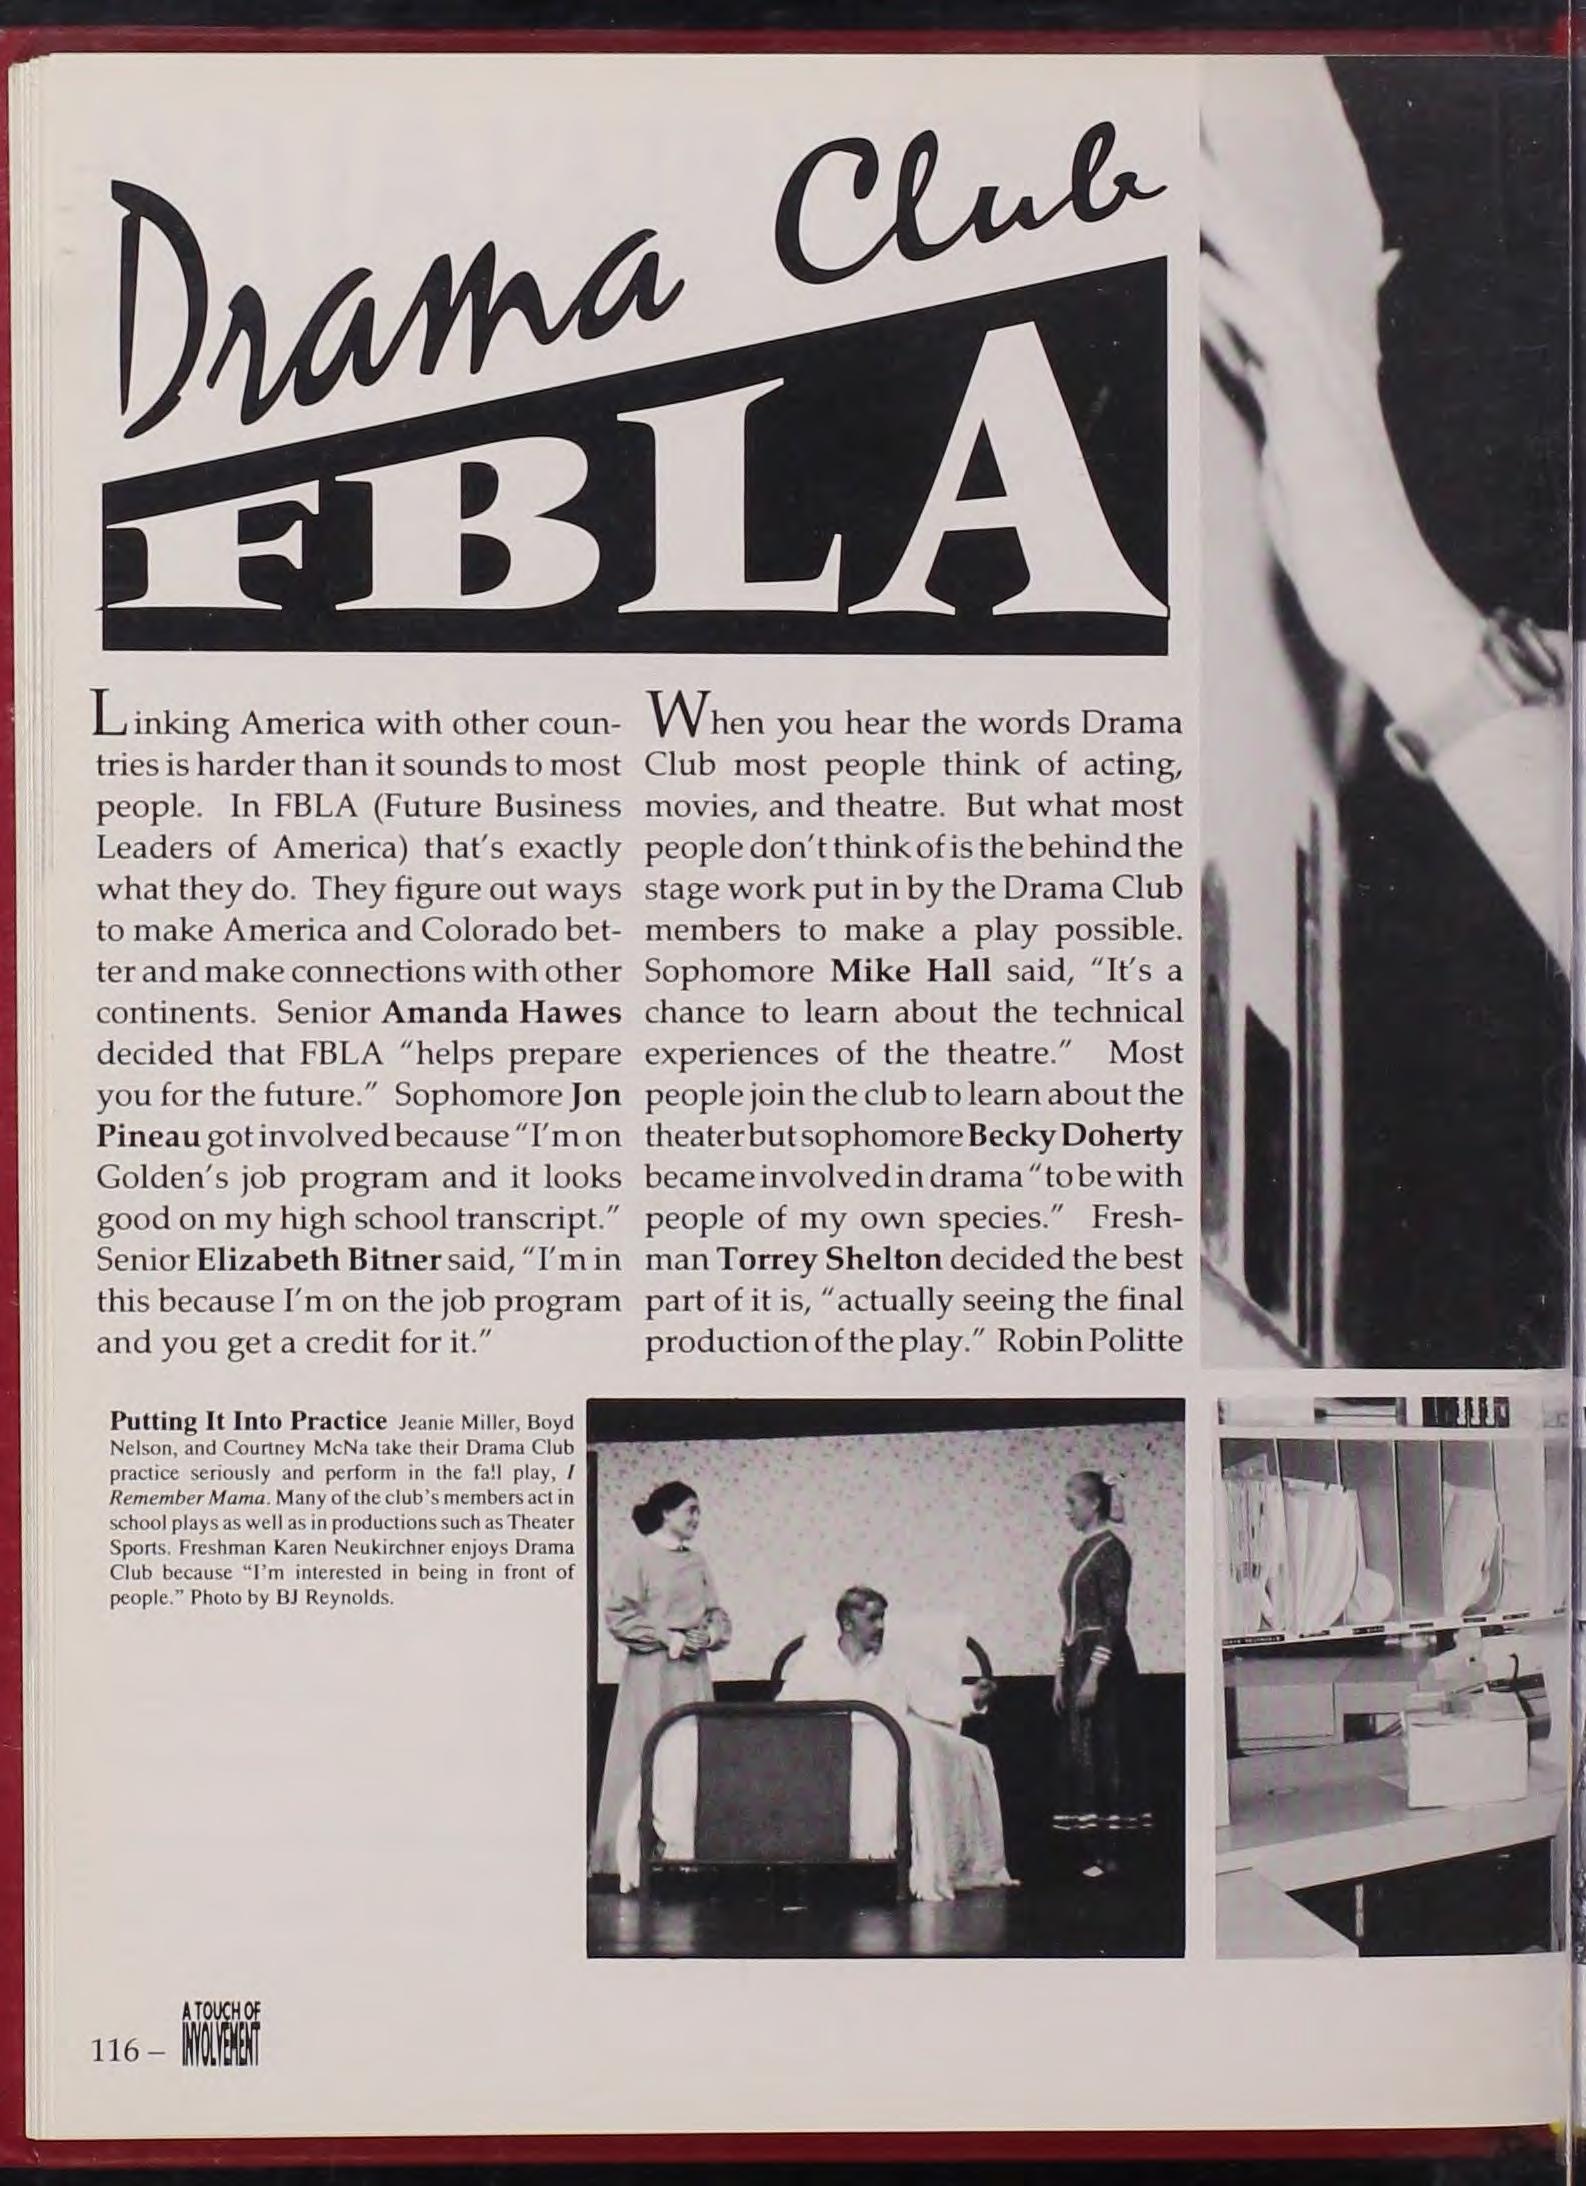 Drama Club
FBLA
Linking America with other coun-
tries is harder than it sounds to most
people. In FBLA (Future Business
Leaders of America) that's exactly
what they do. They figure out ways
to make America and Colorado bet-
ter and make connections with other
continents. Senior Amanda Hawes
decided that FBLA "helps prepare
you for the future." Sophomore Jon
Pineau got involved because "I'm on
Golden's job program and it looks
good on my high school transcript."
Senior Elizabeth Bitner said, "I'm in
this because I'm on the job program
and you get a credit for it."
When you hear the words Drama
Club most people think of acting,
movies, and theatre. But what most
people don't think of is the behind the
stage work put in by the Drama Club
members to make a play possible.
Sophomore Mike Hall said, "It's a
chance to learn about the technical
experiences of the theatre." Most
people join the club to learn about the
theater but sophomore Becky Doherty
became involved in drama "to be with
people of my own species." Fresh-
man Torrey Shelton decided the best
part of it is, "actually seeing the final
production of the play." Robin Politte
Putting It Into Practice Jeanie Miller, Boyd
Nelson, and Courtney McNa take their Drama Club
practice seriously and perform in the fall play, I
Remember Mama. Many of the club's members act in
school plays as well as in productions such as Theater
Sports. Freshman Karen Neukirchner enjoys Drama
Club because "I'm interested in being in front of
people." Photo by BJ Reynolds.
A TOUCH OF
116 – INVOLVEMENT